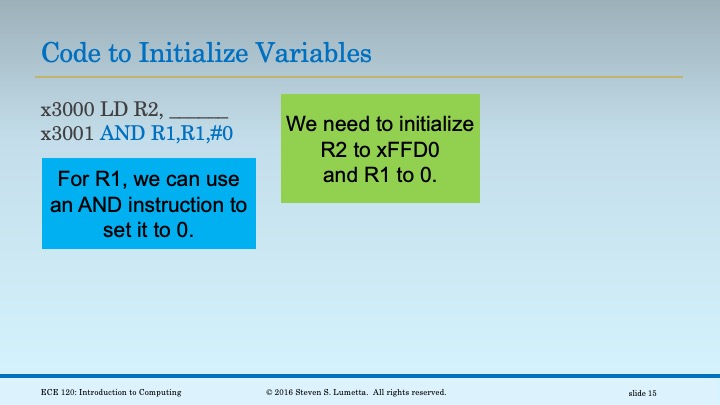 Code to Initialize Variables
x3000 LD R2, ______
x3001 AND R1,R1,#0
We need to initialize
R2 to xFFD0
and R1 to 0.
For R1, we can use
an AND instruction to
set it to 0.
ECE 120: Introduction to Computing
© 2016 Steven S. Lumetta. All rights reserved.
slide 15